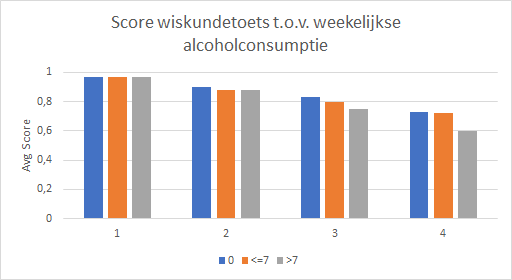 Score wiskundetoets t.o.v. weekelijkse
alcoholconsumptie
Avg Score
1
0,8
0,6
0,4
0,2
0
1 2 3 4
0 <=7 >7